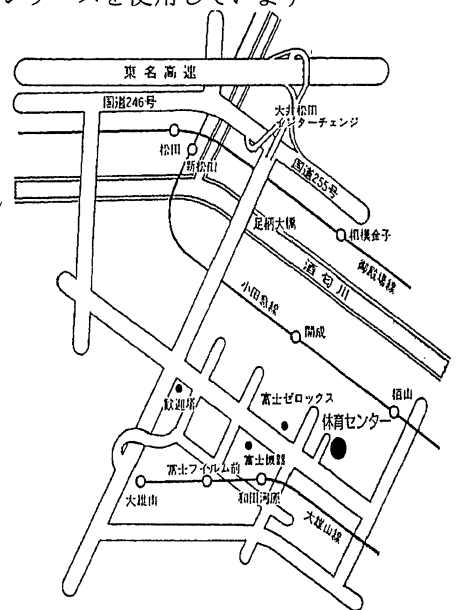 シリーズを使用しています
東名高速
国道246号
大井松田
インターチェンジ
松田
新松田
国道255号
足柄大橋
相模金子
酒匂川
御殿場線
小田急線
開成
栢山
富士ゼロックス
歓迎塔
体育センター
富士機器
富士フイルム前
大雄山
和田河原
大雄山線